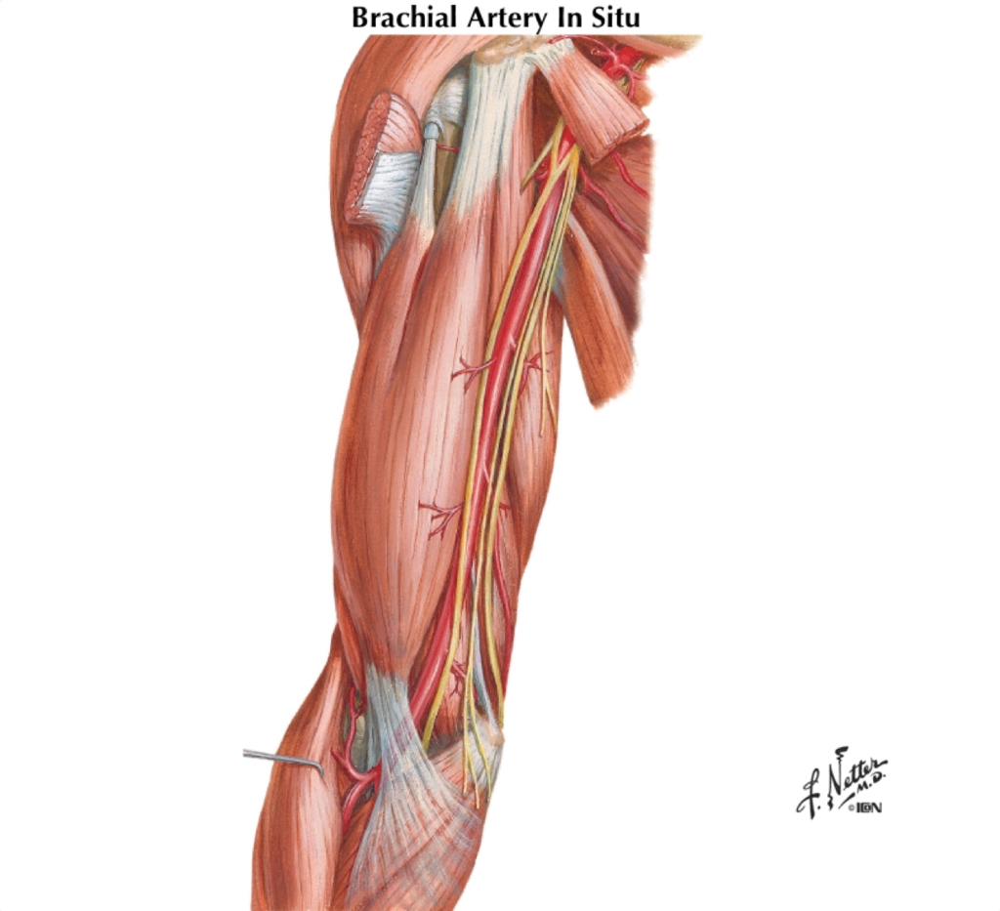 Brachial Artery In Situ
F. Netter
M.D.
© ICON